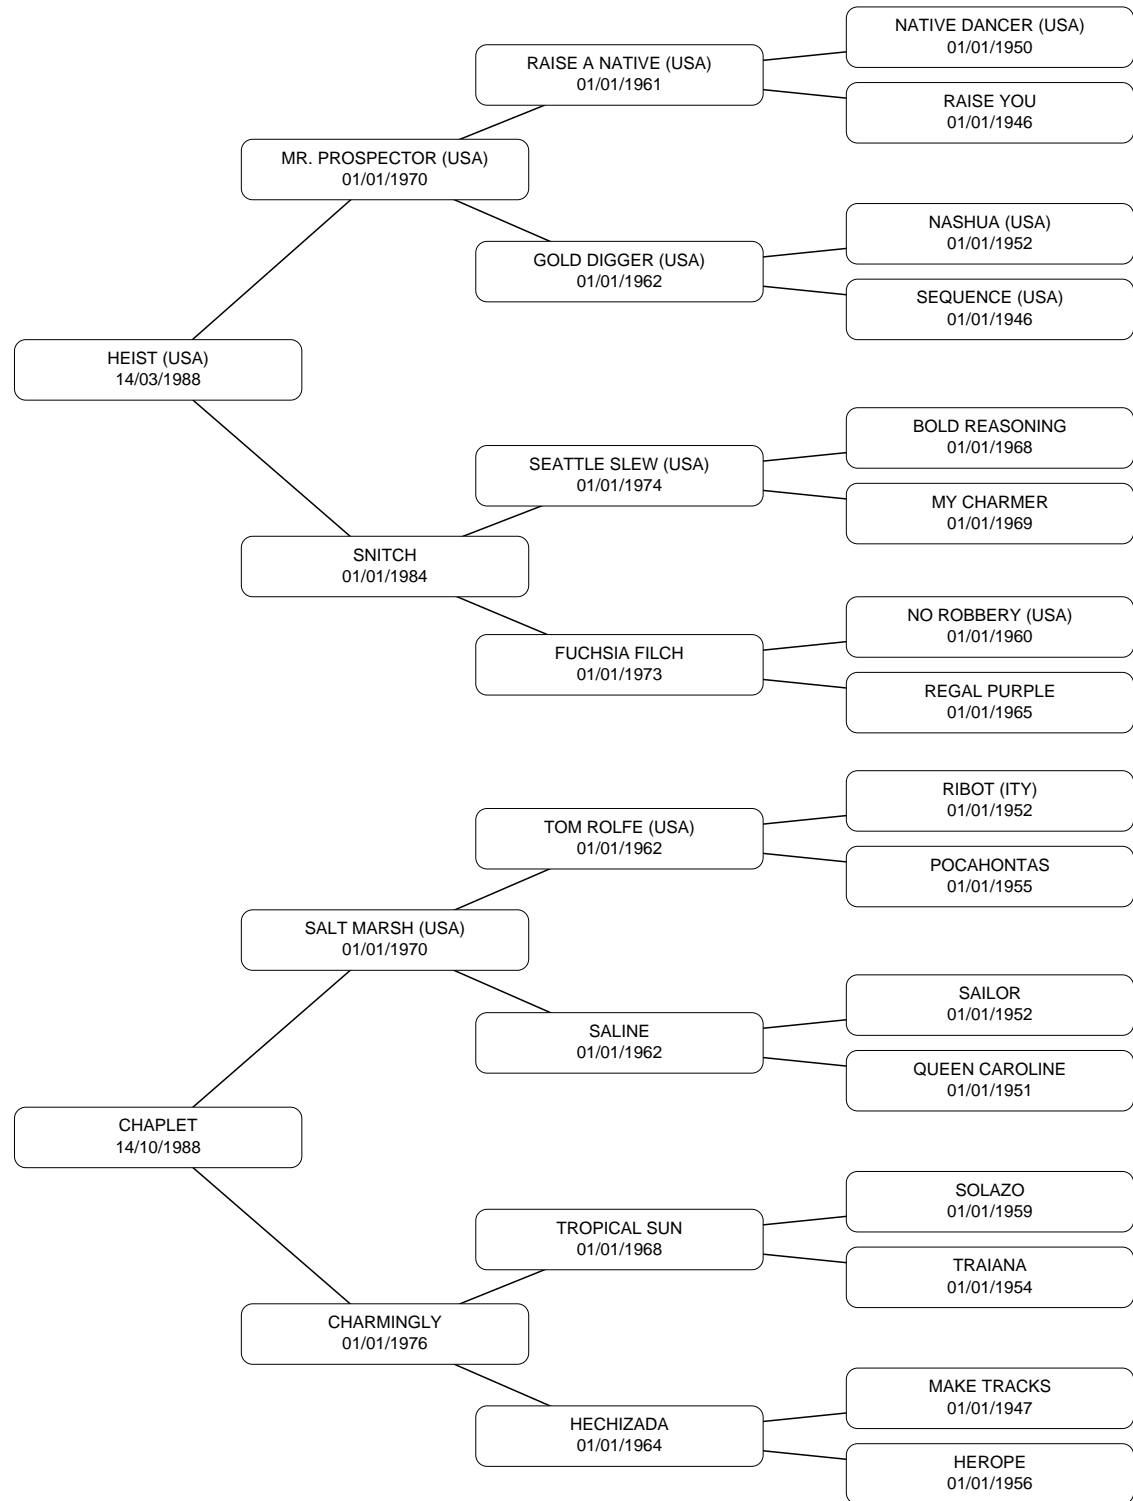 NATIVE DANCER (USA)
01/01/1950
RAISE A NATIVE (USA)
01/01/1961
RAISE YOU
01/01/1946
MR. PROSPECTOR (USA)
01/01/1970
NASHUA (USA)
01/01/1952
GOLD DIGGER (USA)
01/01/1962
SEQUENCE (USA)
01/01/1946
HEIST (USA)
14/03/1988
BOLD REASONING
01/01/1968
SEATTLE SLEW (USA)
01/01/1974
MY CHARMER
01/01/1969
SNITCH
01/01/1984
NO ROBBERY (USA)
01/01/1960
FUCHSIA FILCH
01/01/1973
REGAL PURPLE
01/01/1965
RIBOT (ITY)
01/01/1952
TOM ROLFE (USA)
01/01/1962
POCAHONTAS
01/01/1955
SALT MARSH (USA)
01/01/1970
SAILOR
01/01/1952
SALINE
01/01/1962
QUEEN CAROLINE
01/01/1951
CHAPLET
14/10/1988
SOLAZO
01/01/1959
TROPICAL SUN
01/01/1968
TRAIANA
01/01/1954
CHARMINGLY
01/01/1976
MAKE TRACKS
01/01/1947
HECHIZADA
01/01/1964
HEROPE
01/01/1956